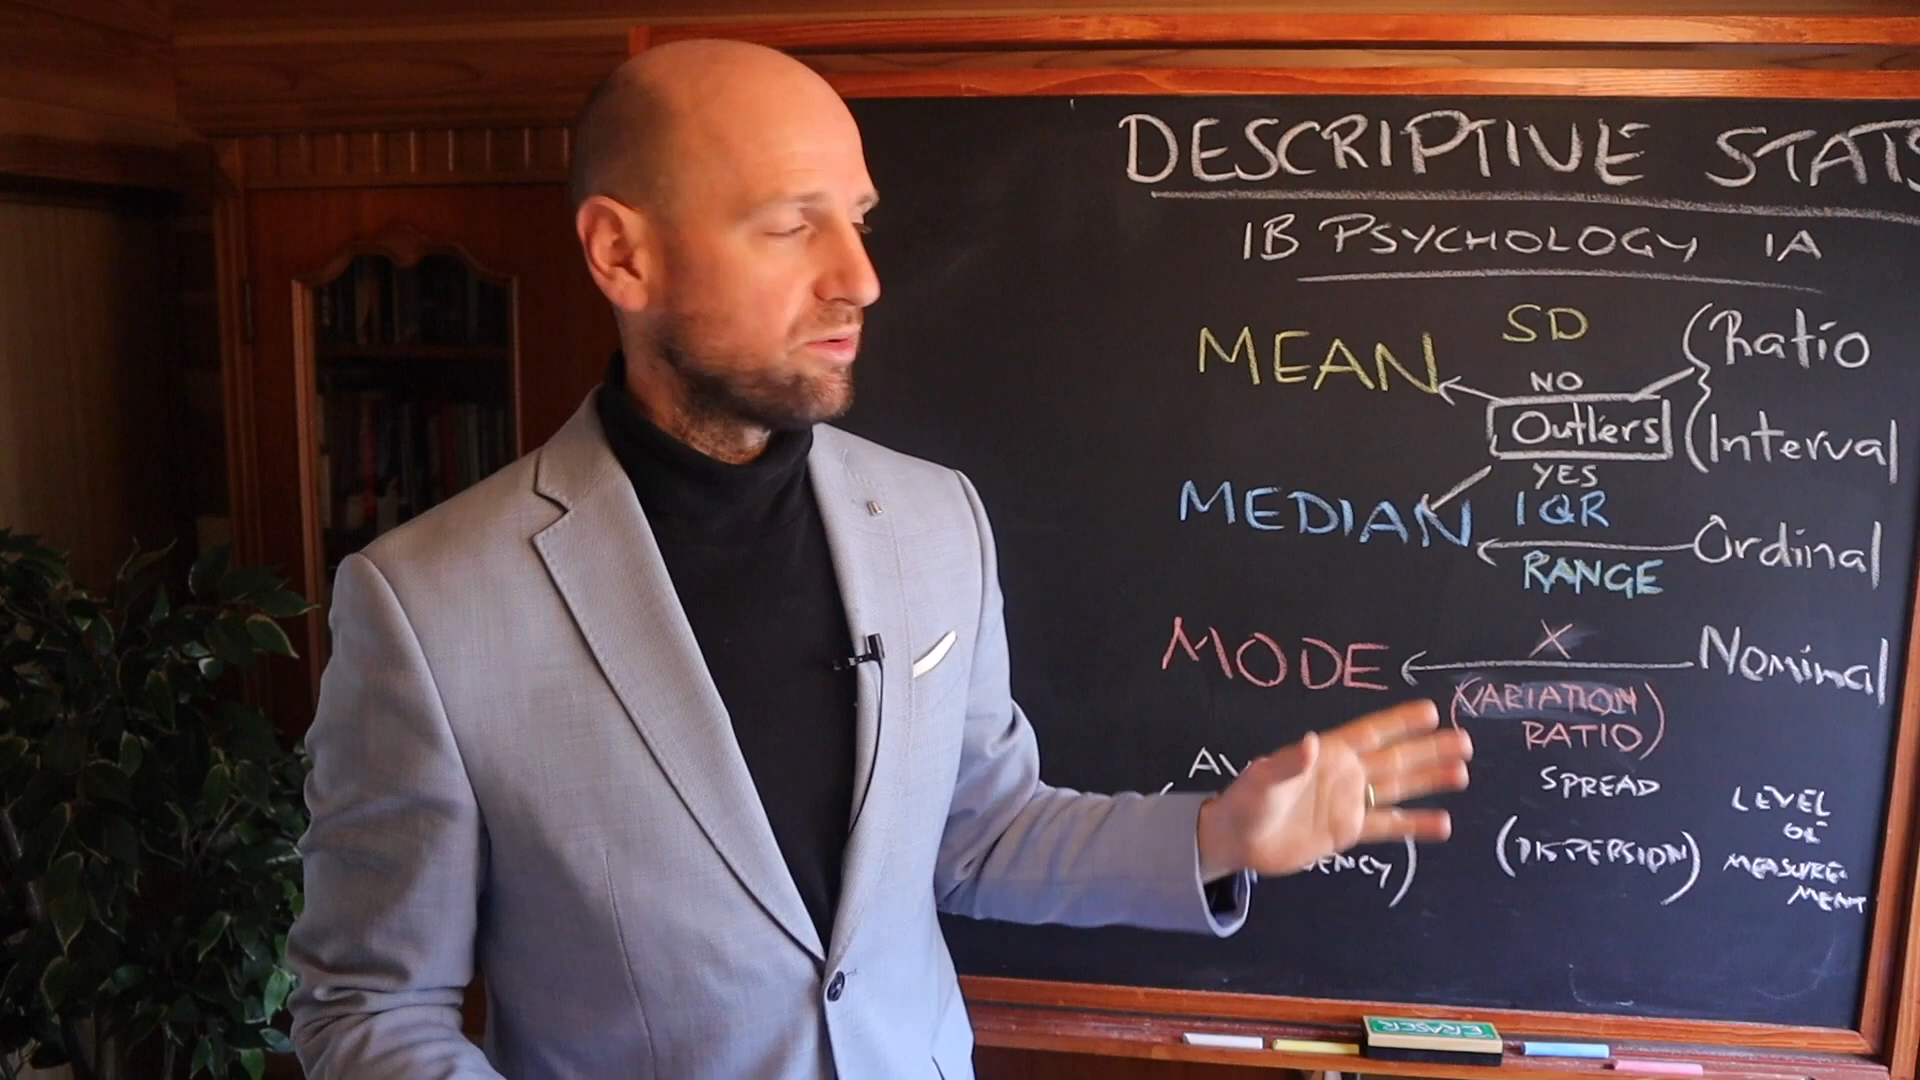 DESCRIPTIVE STATS
IB PSYCHOLOGY IA
MEAN SD Ratio
NO
Outliers Interval
YES
MEDIAN IQR Ordinal
RANGE
MODE X Nominal
(VARIATION
RATIO)
SPREAD
(DISPERSION)
LEVEL
OF
MEASURE-
MENT
ERASER